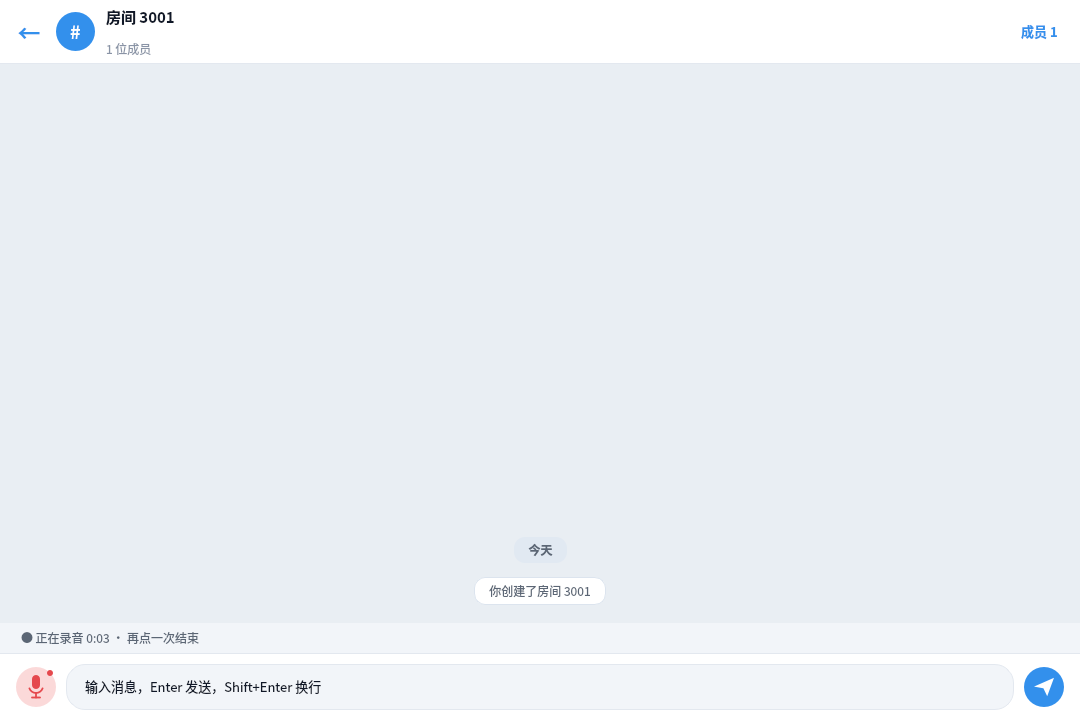 ←
#
房间 3001
1 位成员
成员 1
今天
你创建了房间 3001
● 正在录音 0:03 · 再点一次结束
输入消息，Enter 发送，Shift+Enter 换行